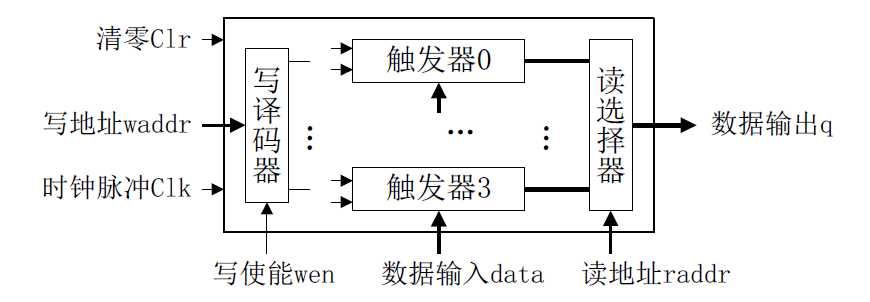 清零Clr
触发器0
写译码器
读选择器
写地址waddr
…
数据输出q
时钟脉冲Clk
触发器3
写使能wen
数据输入data
读地址raddr